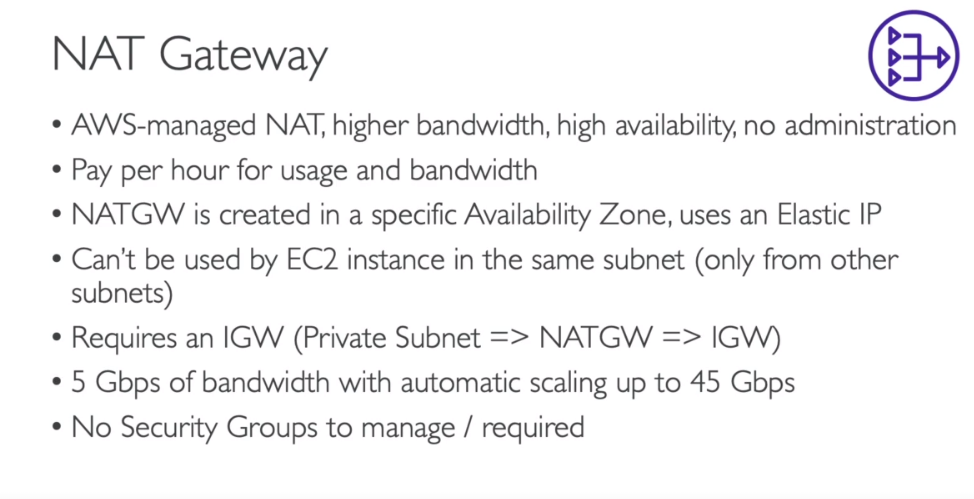 NAT Gateway
• AWS-managed NAT, higher bandwidth, high availability, no administration
• Pay per hour for usage and bandwidth
• NATGW is created in a specific Availability Zone, uses an Elastic IP
• Can't be used by EC2 instance in the same subnet (only from other
subnets)
• Requires an IGW (Private Subnet => NATGW => IGW)
• 5 Gbps of bandwidth with automatic scaling up to 45 Gbps
• No Security Groups to manage / required